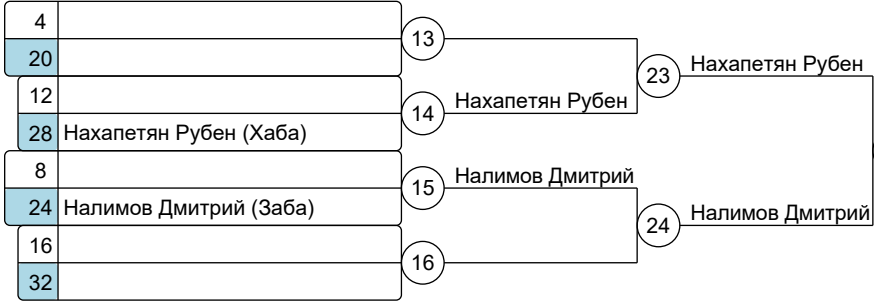 4
20
13
12
28 Нахапетян Рубен (Хаба)
14
Нахапетян Рубен
23
Нахапетян Рубен
8
24 Налимов Дмитрий (Заба)
15
Налимов Дмитрий
24
Налимов Дмитрий
16
32
16